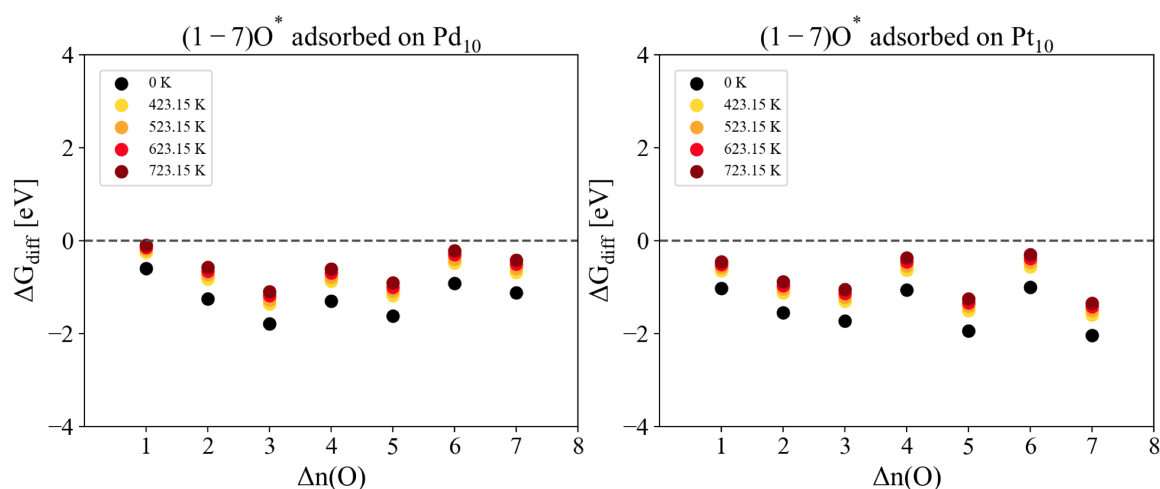 (1 − 7)O* adsorbed on Pd₁₀
4
2
0
−2
−4
ΔG_diff [eV]
0 K
423.15 K
523.15 K
623.15 K
723.15 K
1 2 3 4 5 6 7 8
Δn(O)
(1 − 7)O* adsorbed on Pt₁₀
4
2
0
−2
−4
ΔG_diff [eV]
0 K
423.15 K
523.15 K
623.15 K
723.15 K
1 2 3 4 5 6 7 8
Δn(O)